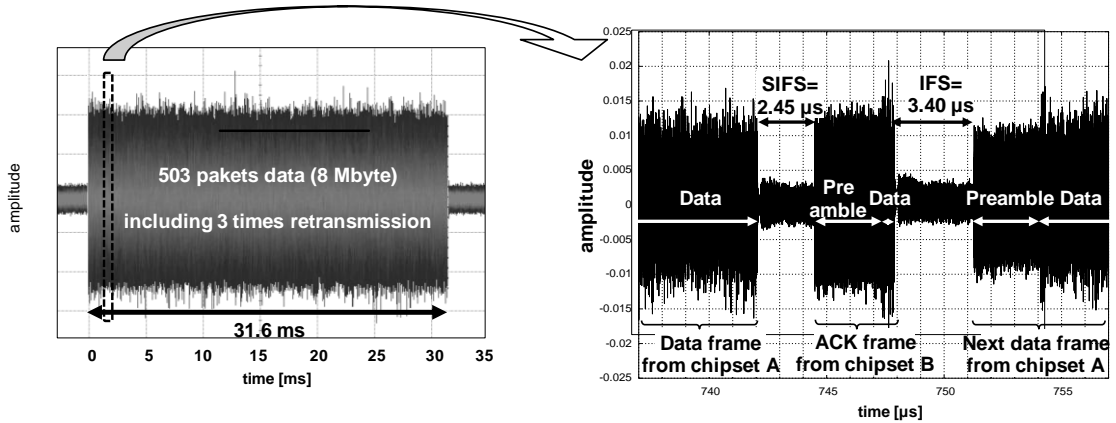 amplitude
503 pakets data (8 Mbyte)
including 3 times retransmission
31.6 ms
0 5 10 15 20 25 30 35
time [ms]
amplitude
0.025
0.02
0.015
0.01
0.005
0
-0.005
-0.01
-0.015
-0.02
-0.025
SIFS=
2.45 µs
IFS=
3.40 µs
Data
Pre
amble
Data
Preamble Data
Data frame
from chipset A
ACK frame
from chipset B
Next data frame
from chipset A
740 745 750 755
time [µs]